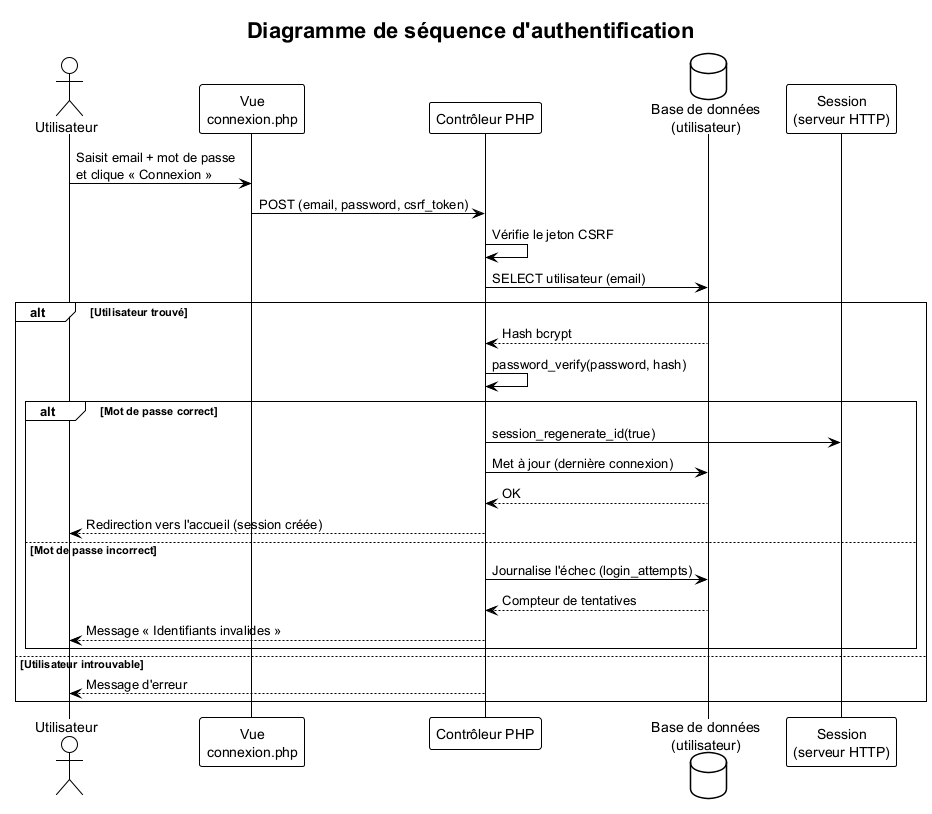 Diagramme de séquence d'authentification
Utilisateur
Vue
connexion.php
Contrôleur PHP
Base de données
(utilisateur)
Session
(serveur HTTP)
Saisit email + mot de passe
et clique « Connexion »
POST (email, password, csrf_token)
Vérifie le jeton CSRF
SELECT utilisateur (email)
alt
[Utilisateur trouvé]
Hash bcrypt
password_verify(password, hash)
alt
[Mot de passe correct]
session_regenerate_id(true)
Met à jour (dernière connexion)
OK
Redirection vers l'accueil (session créée)
[Mot de passe incorrect]
Journalise l'échec (login_attempts)
Compteur de tentatives
Message « Identifiants invalides »
[Utilisateur introuvable]
Message d'erreur
Utilisateur
Vue
connexion.php
Contrôleur PHP
Base de données
(utilisateur)
Session
(serveur HTTP)